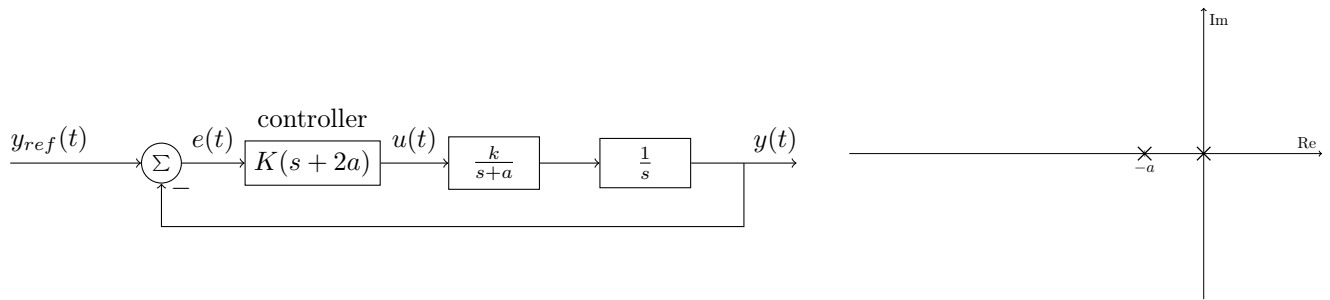 controller
y_{ref}(t)
e(t)
u(t)
y(t)
Σ
−
K(s + 2a)
k
s+a
1
s
Im
Re
−a